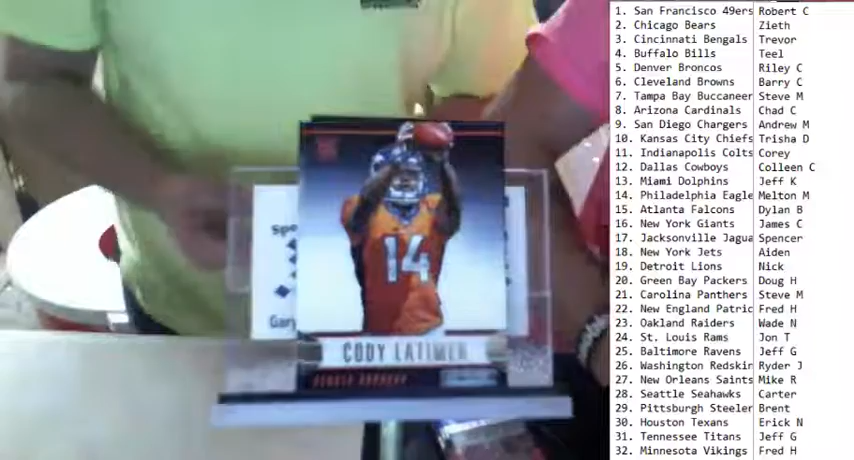 Spe
Gary
14
CODY LATIMER
1. San Francisco 49ers Robert C
2. Chicago Bears Zieth
3. Cincinnati Bengals Trevor
4. Buffalo Bills Teel
5. Denver Broncos Riley C
6. Cleveland Browns Barry C
7. Tampa Bay Buccaneer Steve M
8. Arizona Cardinals Chad C
9. San Diego Chargers Andrew M
10. Kansas City Chiefs Trisha D
11. Indianapolis Colts Corey
12. Dallas Cowboys Colleen C
13. Miami Dolphins Jeff K
14. Philadelphia Eagle Melton M
15. Atlanta Falcons Dylan B
16. New York Giants James C
17. Jacksonville Jagua Spencer
18. New York Jets Aiden
19. Detroit Lions Nick
20. Green Bay Packers Doug H
21. Carolina Panthers Steve M
22. New England Patric Fred H
23. Oakland Raiders Wade N
24. St. Louis Rams Jon T
25. Baltimore Ravens Jeff G
26. Washington Redskin Ryder J
27. New Orleans Saints Mike R
28. Seattle Seahawks Carter
29. Pittsburgh Steeler Brent
30. Houston Texans Erick N
31. Tennessee Titans Jeff G
32. Minnesota Vikings Fred H